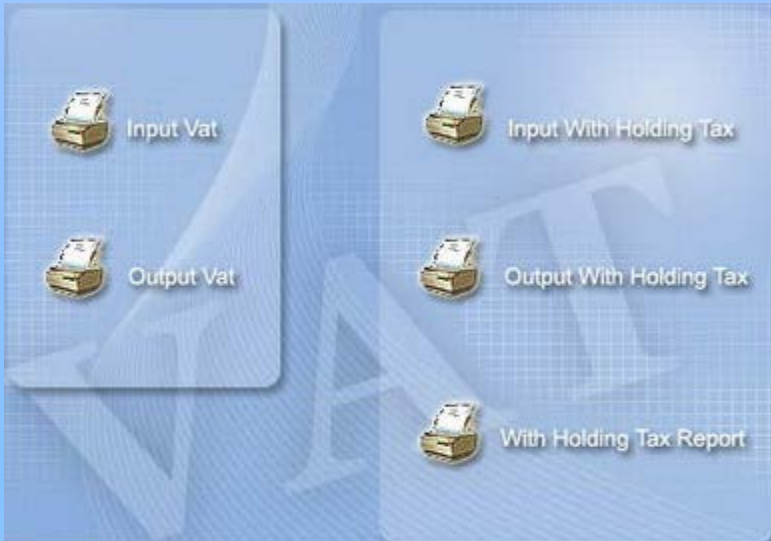 Input Vat
Output Vat
Input With Holding Tax
Output With Holding Tax
With Holding Tax Report
VAT